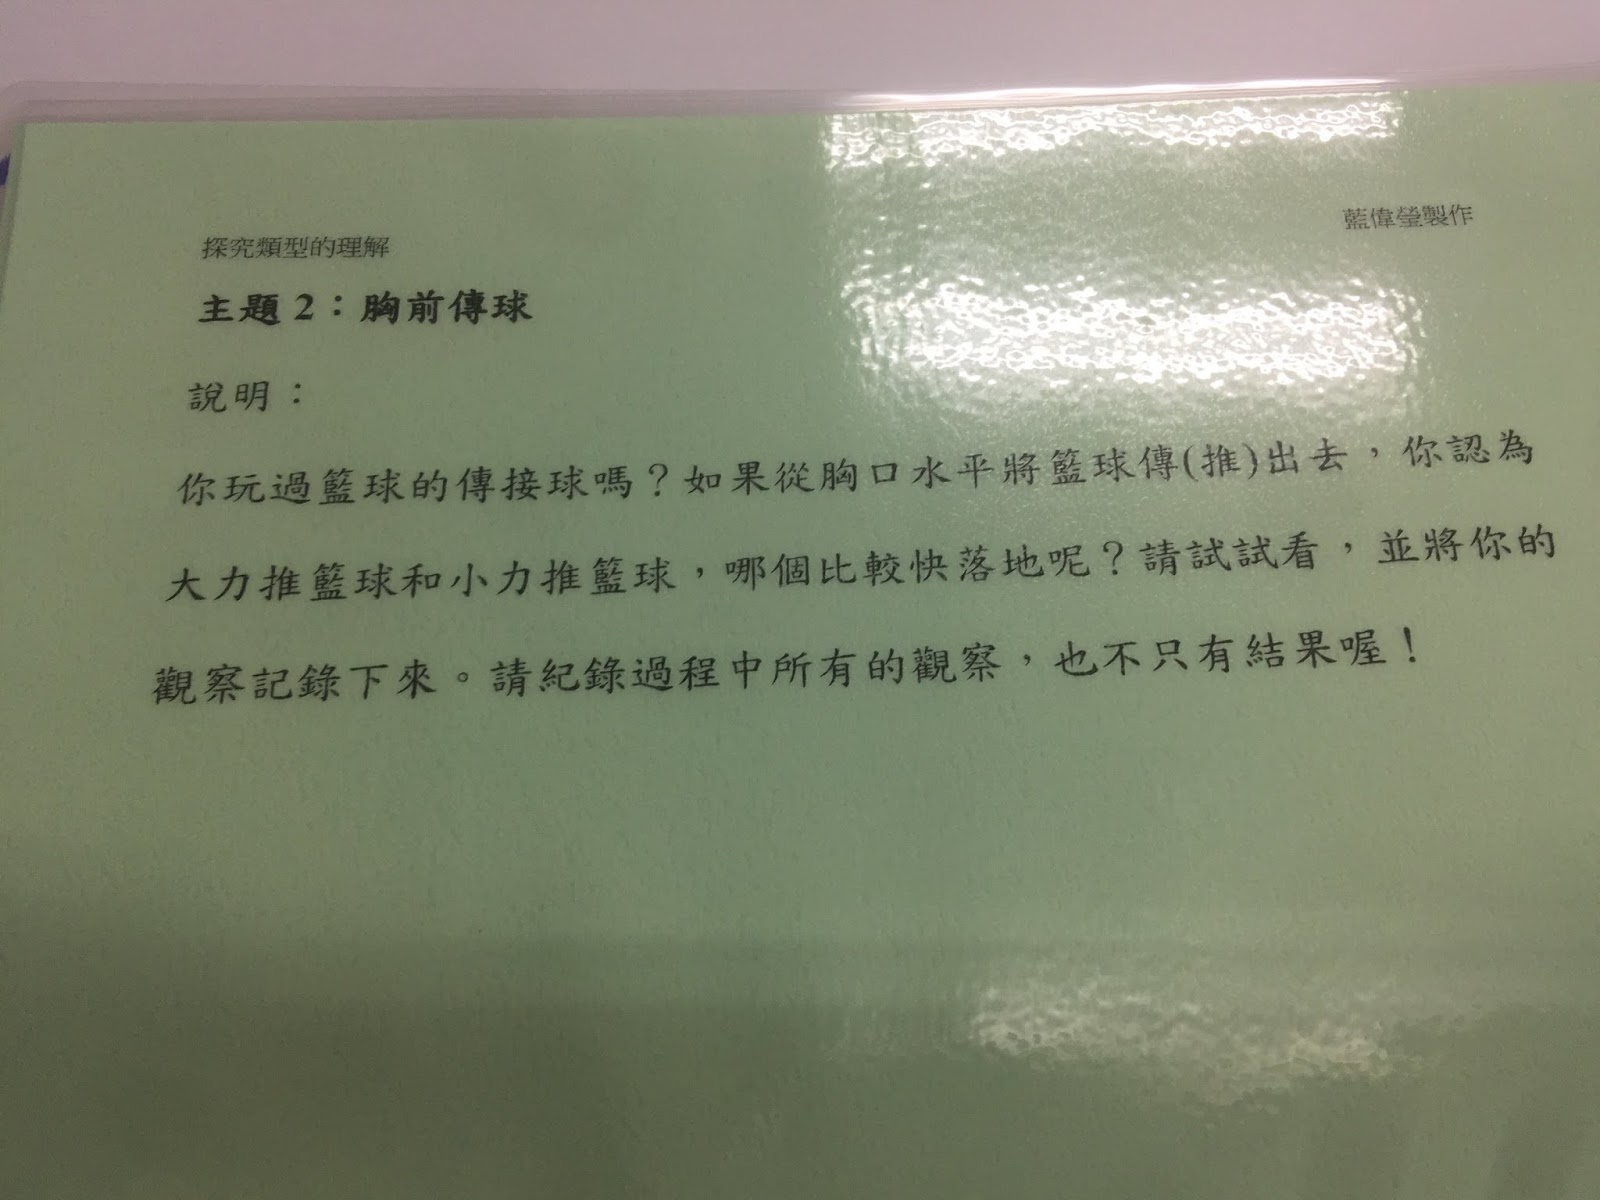 探究類型的理解
藍偉瑩製作
主題 2：胸前傳球
說明：
你玩過籃球的傳接球嗎？如果從胸口水平將籃球傳(推)出去，你認為
大力推籃球和小力推籃球，哪個比較快落地呢？請試試看，並將你的
觀察記錄下來。請紀錄過程中所有的觀察，也不只有結果喔！